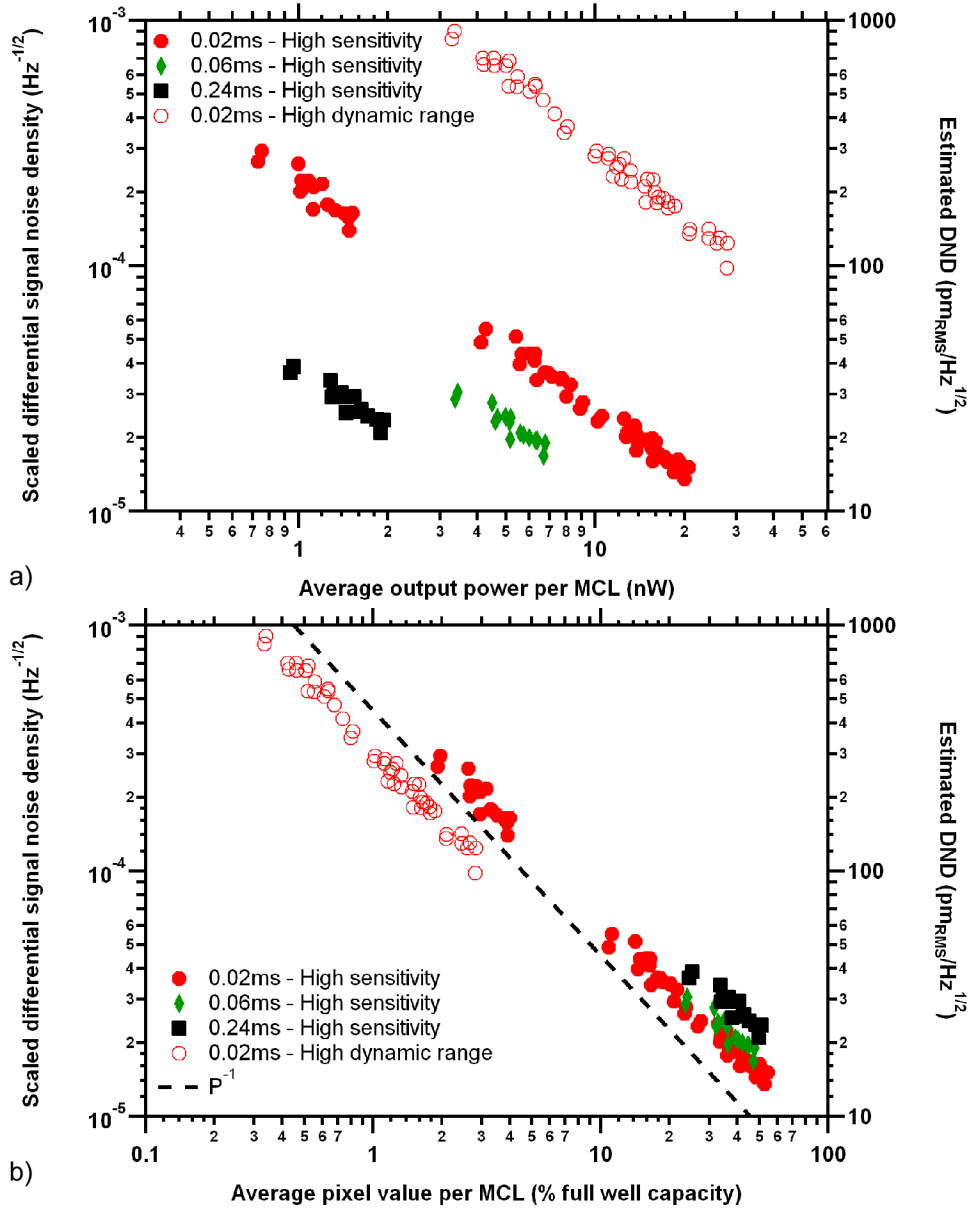 10-3
1000
0.02ms - High sensitivity
0.06ms - High sensitivity
0.24ms - High sensitivity
0.02ms - High dynamic range
6
5
4
3
2
10-4
100
6
5
4
3
2
10-5
10
Scaled differential signal noise density (Hz-1/2)
Estimated DND (pmRMS/Hz1/2)
4 5 6 7 8 9 1 2 3 4 5 6 7 8 9 10 2 3 4 5 6
a)
Average output power per MCL (nW)
10-3
1000
6
5
4
3
2
10-4
100
6
5
4
3
2
10-5
10
Scaled differential signal noise density (Hz-1/2)
Estimated DND (pmRMS/Hz1/2)
0.02ms - High sensitivity
0.06ms - High sensitivity
0.24ms - High sensitivity
0.02ms - High dynamic range
P-1
0.1 2 3 4 5 6 7 1 2 3 4 5 6 7 10 2 3 4 5 6 7 100
b)
Average pixel value per MCL (% full well capacity)